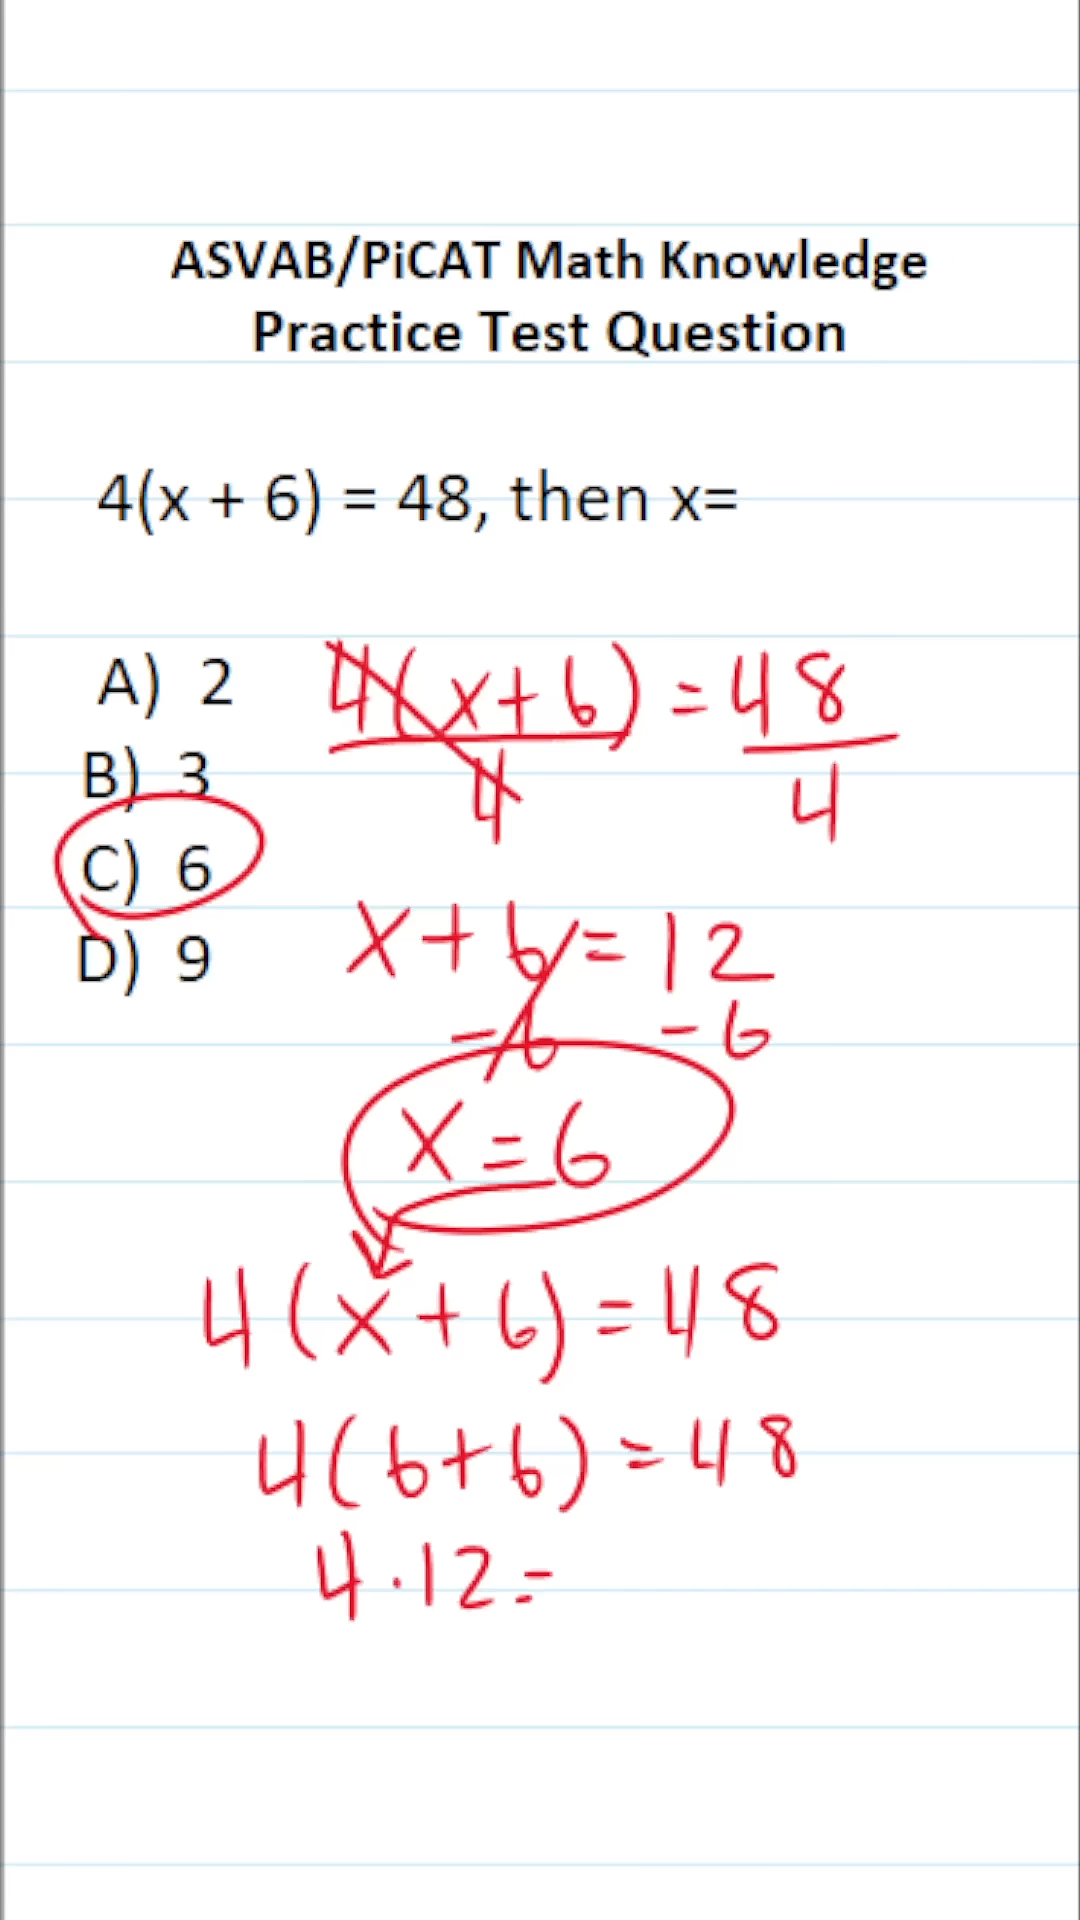 ASVAB/PiCAT Math Knowledge
Practice Test Question
4(x + 6) = 48, then x=
A) 2
B) 3
C) 6
D) 9
4(x+6) = 48
4 4
x+6 = 12
-6 -6
x = 6
4(x+6) = 48
4(6+6) = 48
4·12=